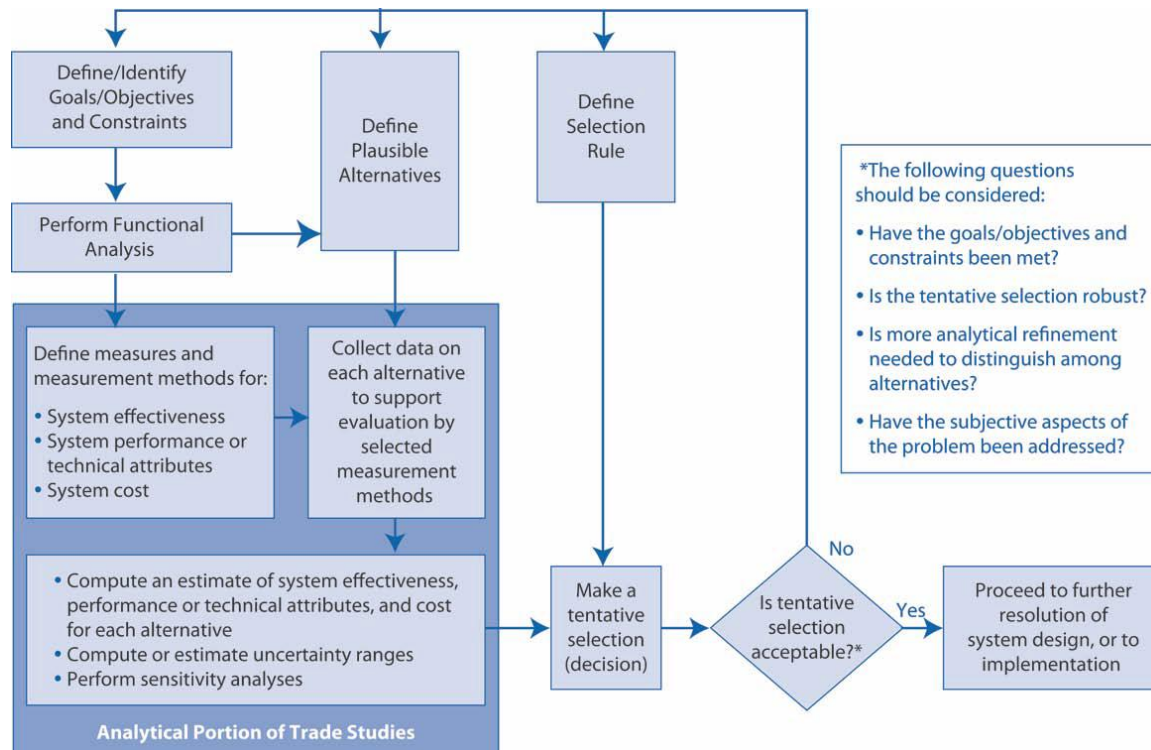 Define/Identify
Goals/Objectives
and Constraints
Perform Functional
Analysis
Define
Plausible
Alternatives
Define
Selection
Rule
*The following questions
should be considered:
• Have the goals/objectives and
constraints been met?
• Is the tentative selection robust?
• Is more analytical refinement
needed to distinguish among
alternatives?
• Have the subjective aspects of
the problem been addressed?
Define measures and
measurement methods for:
• System effectiveness
• System performance or
technical attributes
• System cost
Collect data on
each alternative
to support
evaluation by
selected
measurement
methods
• Compute an estimate of system effectiveness,
performance or technical attributes, and cost
for each alternative
• Compute or estimate uncertainty ranges
• Perform sensitivity analyses
Analytical Portion of Trade Studies
Make a
tentative
selection
(decision)
Is tentative
selection
acceptable?*
No
Yes
Proceed to further
resolution of
system design, or to
implementation